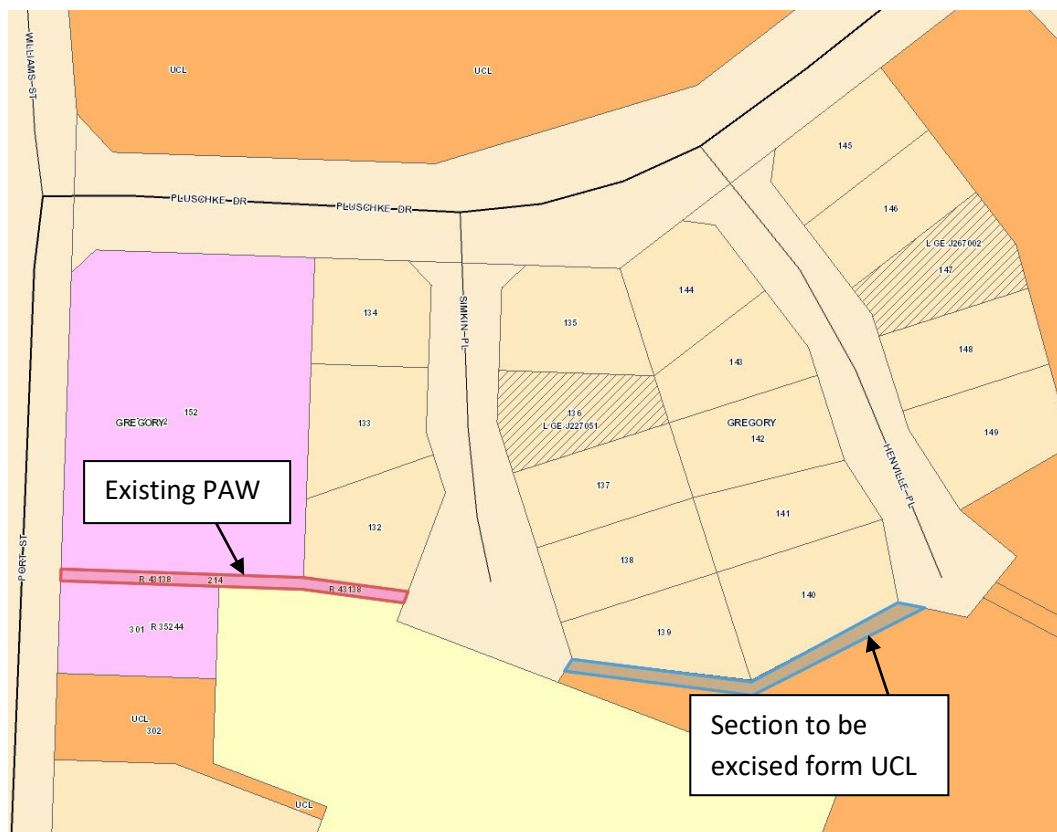 WILLIAMS-ST
UCL
UCL
145
PLUSCHKE DR
PLUSCHKE DR
146
L GE J267002
147
144
134
SIMKIN-PL
135
148
143
136
L GE J227051
152
133
GREGORY
142
149
HENVILLE-PL
Existing PAW
137
132
141
PORT ST
138
R 43138
214
R 43138
140
301
R 35244
139
UCL
302
Section to be
excised form UCL
UCL